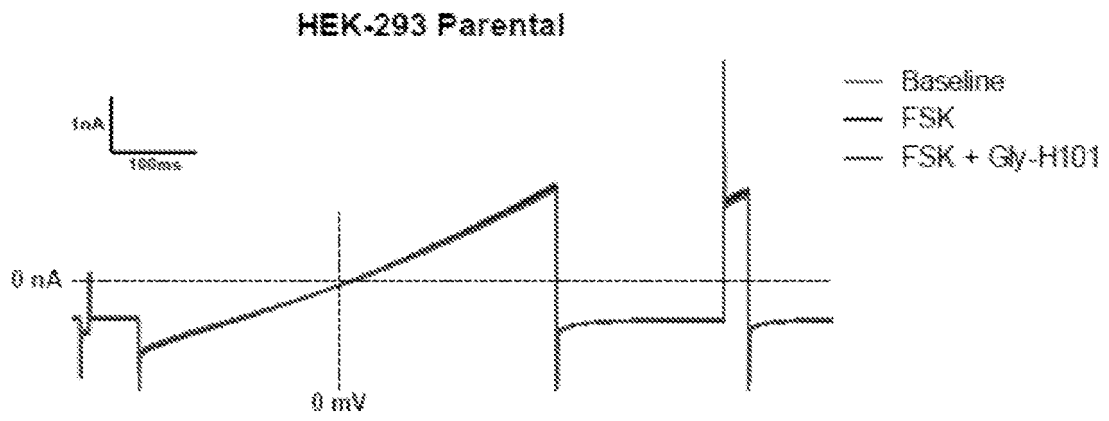 HEK-293 Parental
Baseline
FSK
FSK + Gly-H101
1nA
100ms
0 nA
0 mV